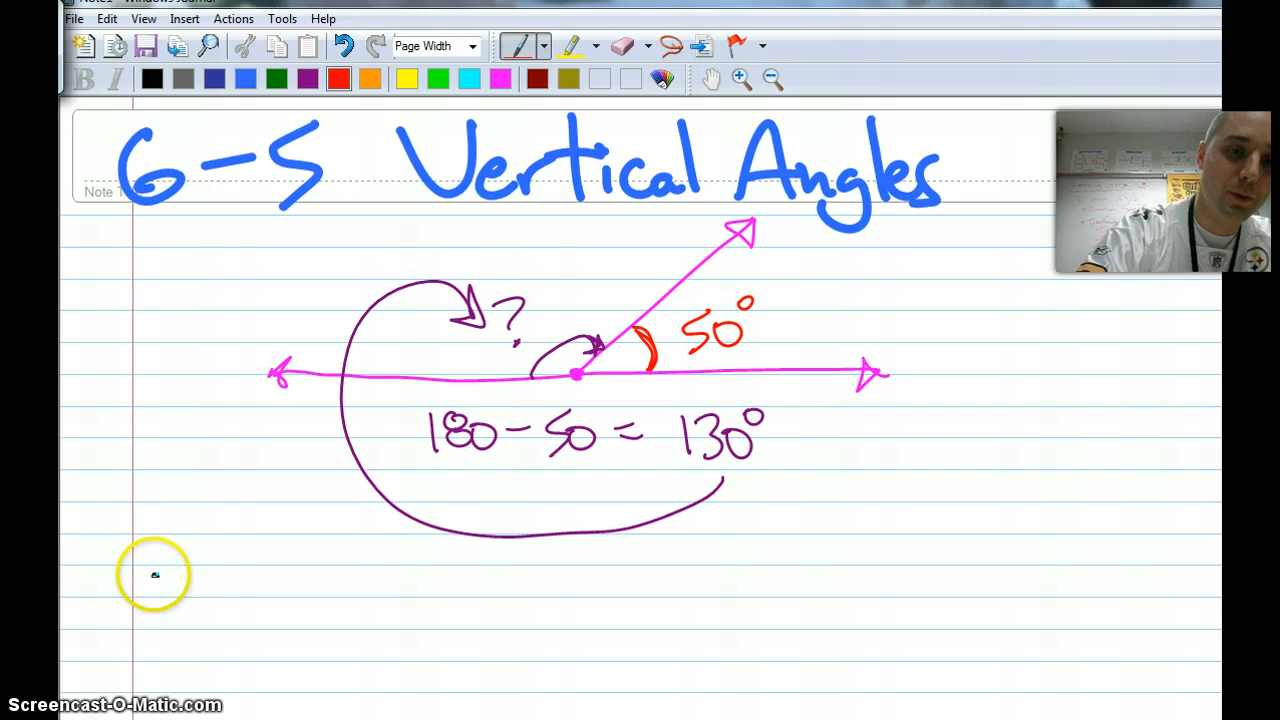 File Edit View Insert Actions Tools Help
Page Width
B I
6-5 Vertical Angles
Note T
?
50°
180-50=130°
Screencast-O-Matic.com